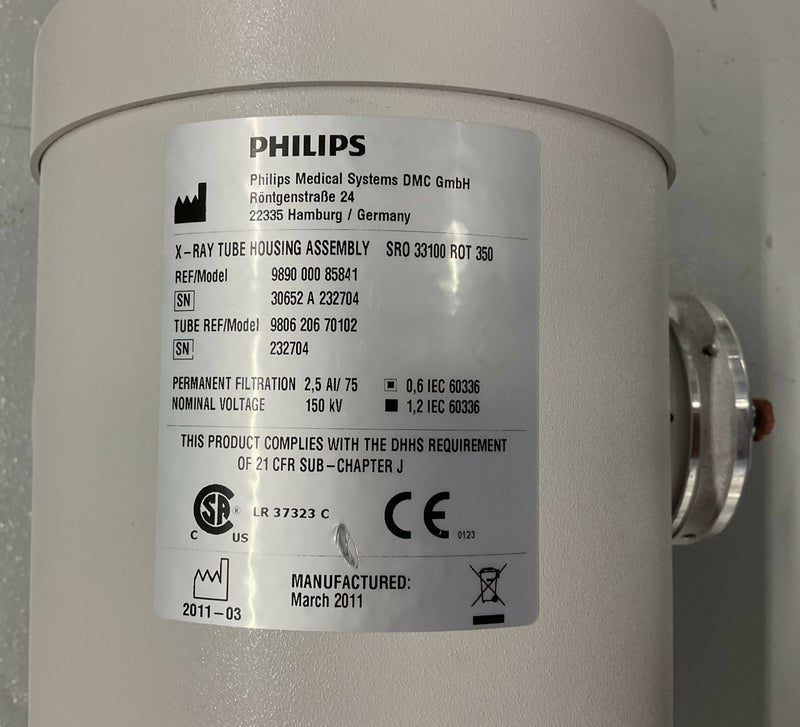 PHILIPS
Philips Medical Systems DMC GmbH
Röntgenstraße 24
22335 Hamburg / Germany
X-RAY TUBE HOUSING ASSEMBLY SRO 33100 ROT 350
REF/Model 9890 000 85841
SN 30652 A 232704
TUBE REF/Model 9806 206 70102
SN 232704
PERMANENT FILTRATION 2,5 Al/ 75 0,6 IEC 60336
NOMINAL VOLTAGE 150 kV 1,2 IEC 60336
THIS PRODUCT COMPLIES WITH THE DHHS REQUIREMENT
OF 21 CFR SUB-CHAPTER J
SA ® LR 37323 C CE 0123
C US
MANUFACTURED:
March 2011
2011-03